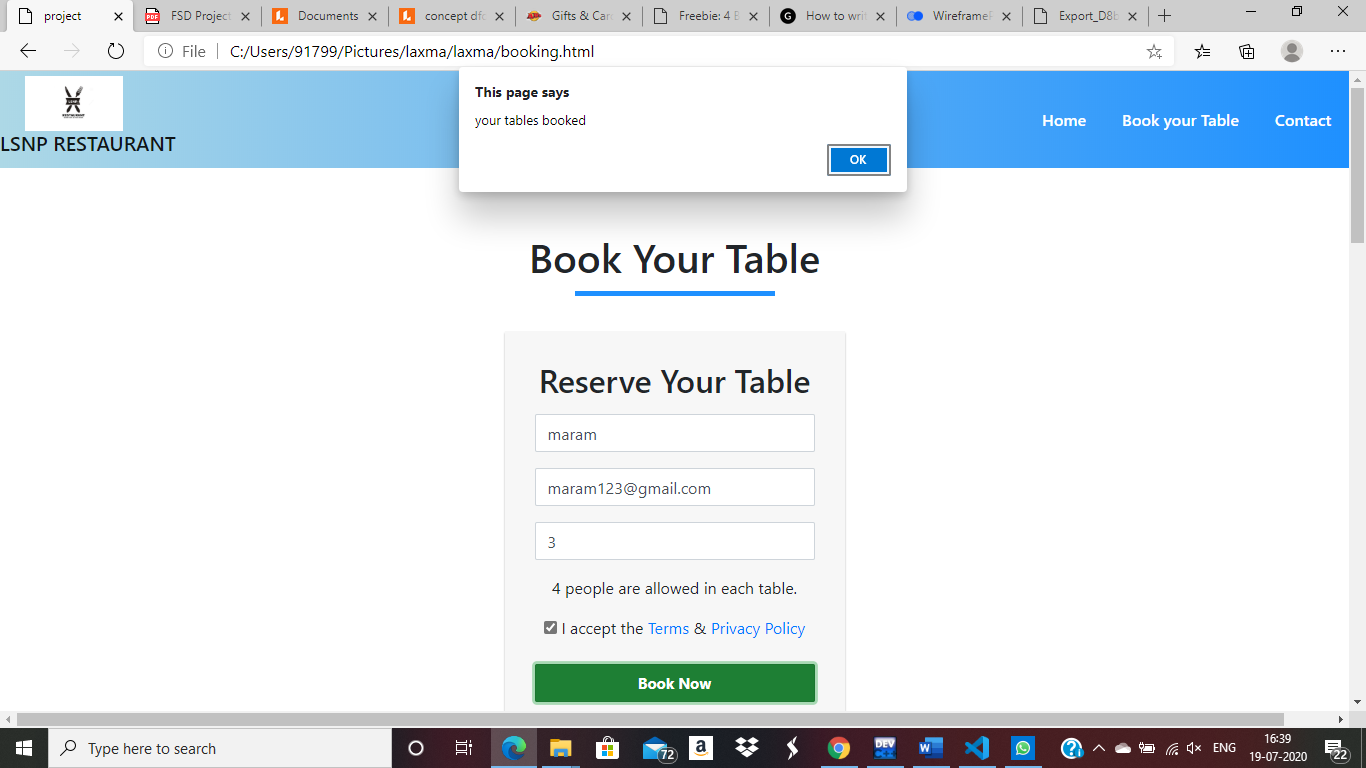 project
FSD Project
Documents
concept dfd
Gifts & Car
Freebie: 4 B
How to writ
Wireframe
Export_D8b
File
C:/Users/91799/Pictures/laxma/laxma/booking.html
This page says
your tables booked
OK
RESTAURANT
LSNP RESTAURANT
Home
Book your Table
Contact
Book Your Table
Reserve Your Table
maram
maram123@gmail.com
3
4 people are allowed in each table.
I accept the Terms & Privacy Policy
Book Now
Type here to search
72
DEV
ENG
16:39
19-07-2020
22